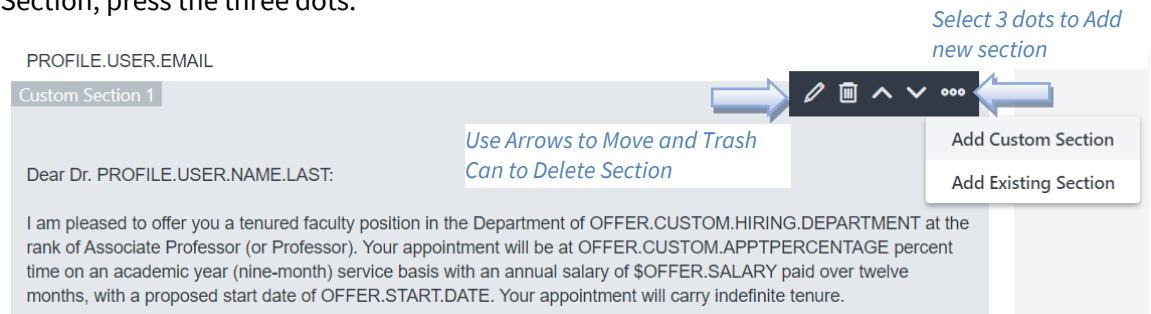 Section, press the three dots.
Select 3 dots to Add
new section
PROFILE.USER.EMAIL
Custom Section 1
Use Arrows to Move and Trash
Can to Delete Section
Add Custom Section
Add Existing Section
Dear Dr. PROFILE.USER.NAME.LAST:
I am pleased to offer you a tenured faculty position in the Department of OFFER.CUSTOM.HIRING.DEPARTMENT at the
rank of Associate Professor (or Professor). Your appointment will be at OFFER.CUSTOM.APPTPERCENTAGE percent
time on an academic year (nine-month) service basis with an annual salary of $OFFER.SALARY paid over twelve
months, with a proposed start date of OFFER.START.DATE. Your appointment will carry indefinite tenure.